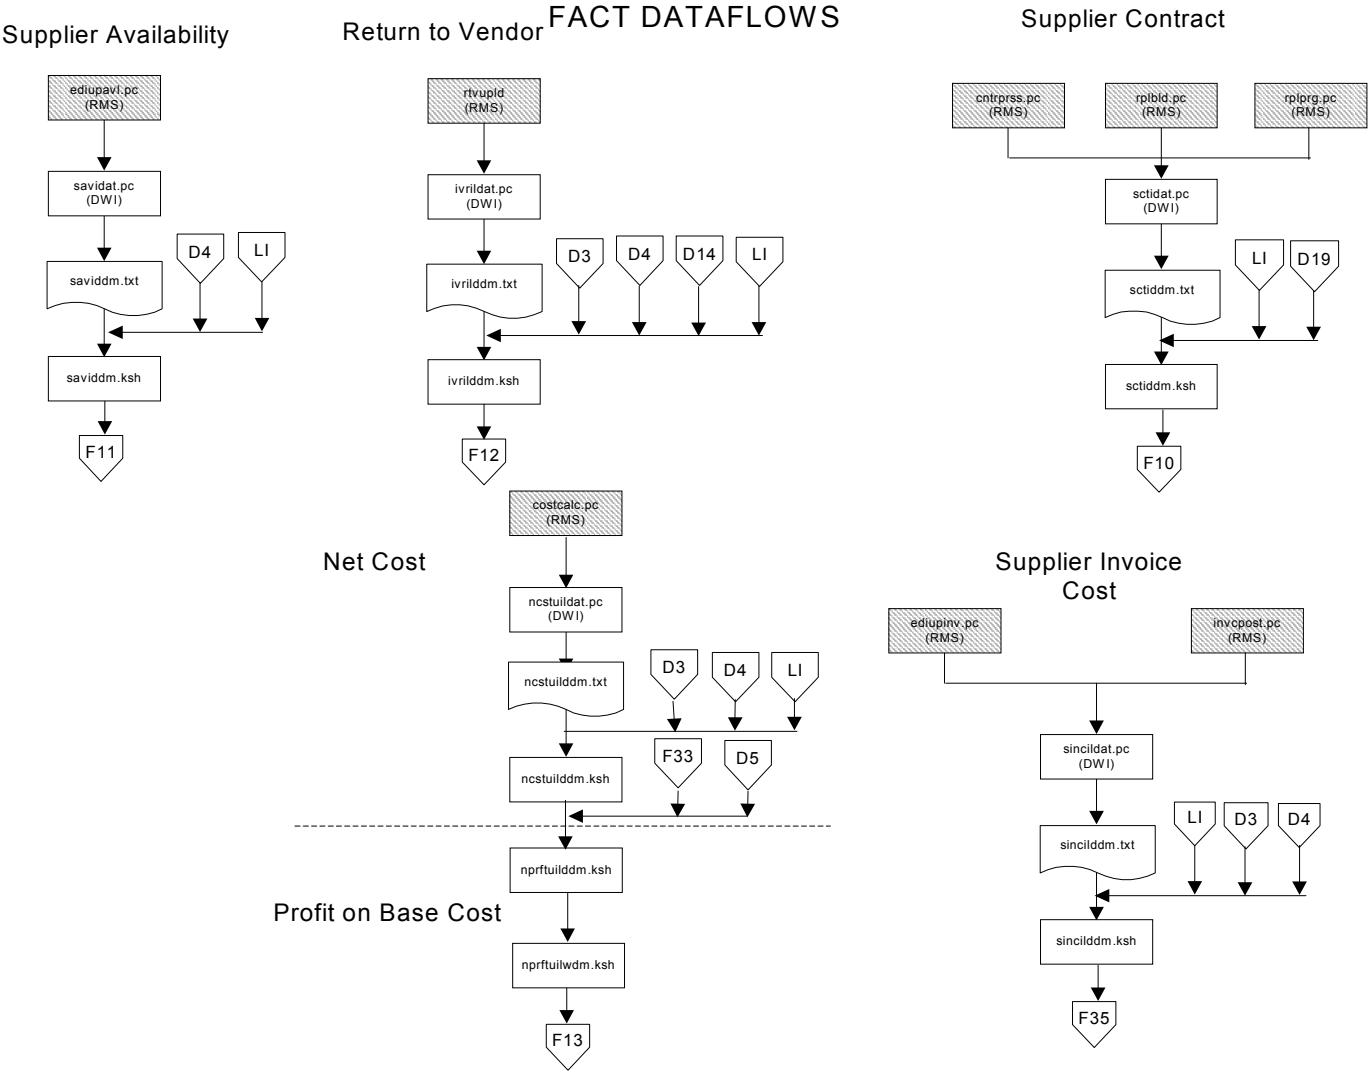 FACT DATAFLOWS
Supplier Availability
ediupavl.pc
(RMS)
savidat.pc
(DWI)
saviddm.txt
D4
LI
saviddm.ksh
F11
Return to Vendor
rtvupld
(RMS)
ivrildat.pc
(DWI)
ivrilddm.txt
D3
D4
D14
LI
ivrilddm.ksh
F12
Supplier Contract
cntrprss.pc
(RMS)
rplbld.pc
(RMS)
rplprg.pc
(RMS)
sctidat.pc
(DWI)
sctiddm.txt
LI
D19
sctiddm.ksh
F10
Net Cost
costcalc.pc
(RMS)
ncstuildat.pc
(DWI)
ncstuilddm.txt
D3
D4
LI
ncstuilddm.ksh
F33
D5
Profit on Base Cost
nprftuilddm.ksh
nprftuilwdm.ksh
F13
Supplier Invoice
Cost
ediupinv.pc
(RMS)
invcpost.pc
(RMS)
sincildat.pc
(DWI)
sincilddm.txt
LI
D3
D4
sincilddm.ksh
F35